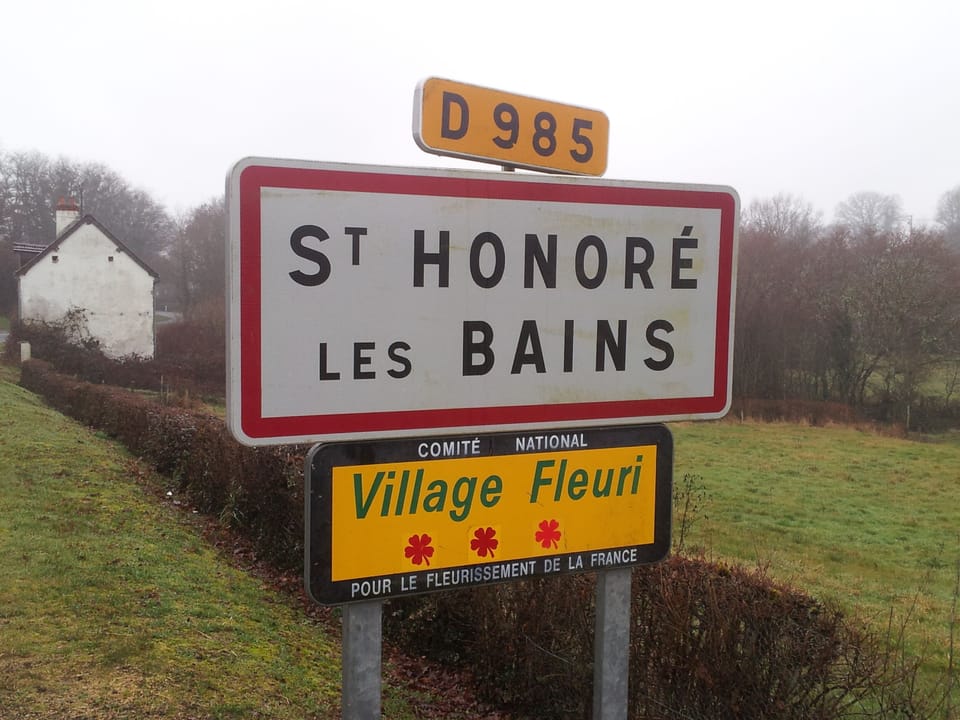 D 985
ST HONORÉ
LES BAINS
COMITÉ NATIONAL
Village Fleuri
POUR LE FLEURISSEMENT DE LA FRANCE